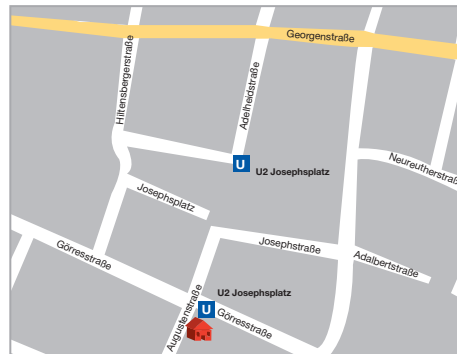 Georgenstraße
Hiltensbergerstraße
Adelheidstraße
Neureutherstraße
U
U2 Josephsplatz
Josephsplatz
Josephstraße
Görresstraße
Adalbertstraße
Augustenstraße
U2 Josephsplatz
U
Görresstraße